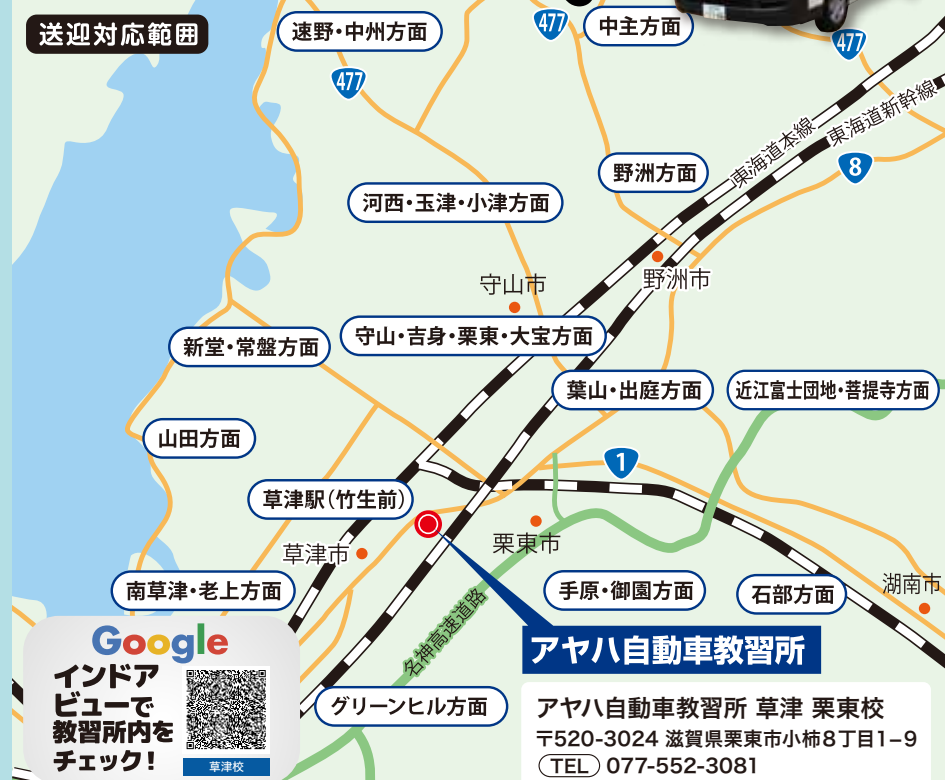 送迎対応範囲
速野・中州方面
477
中主方面
477
477
東海道本線
東海道新幹線
8
野洲方面
河西・玉津・小津方面
守山市
野洲市
新堂・常盤方面
守山・吉身・栗東・大宝方面
葉山・出庭方面
近江富士団地・菩提寺方面
山田方面
1
草津駅（竹生前）
草津市
栗東市
南草津・老上方面
手原・御園方面
石部方面
湖南市
名神高速道路
アヤハ自動車教習所
グリーンヒル方面
Google
インドア
ビューで
教習所内を
チェック！
草津校
アヤハ自動車教習所 草津 栗東校
〒520-3024 滋賀県栗東市小柿8丁目1−9
TEL 077-552-3081